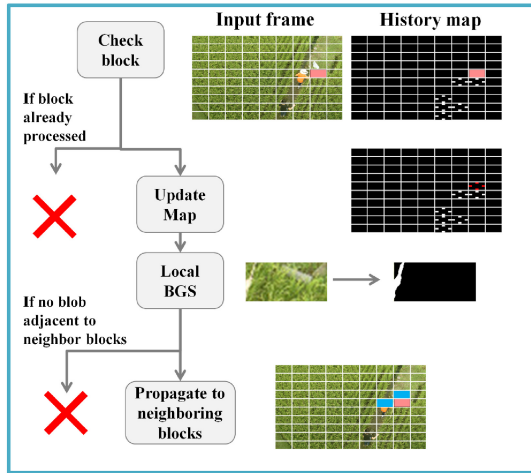 Input frame
History map
Check
block
If block
already
processed
Update
Map
Local
BGS
If no blob
adjacent to
neighbor blocks
Propagate to
neighboring
blocks